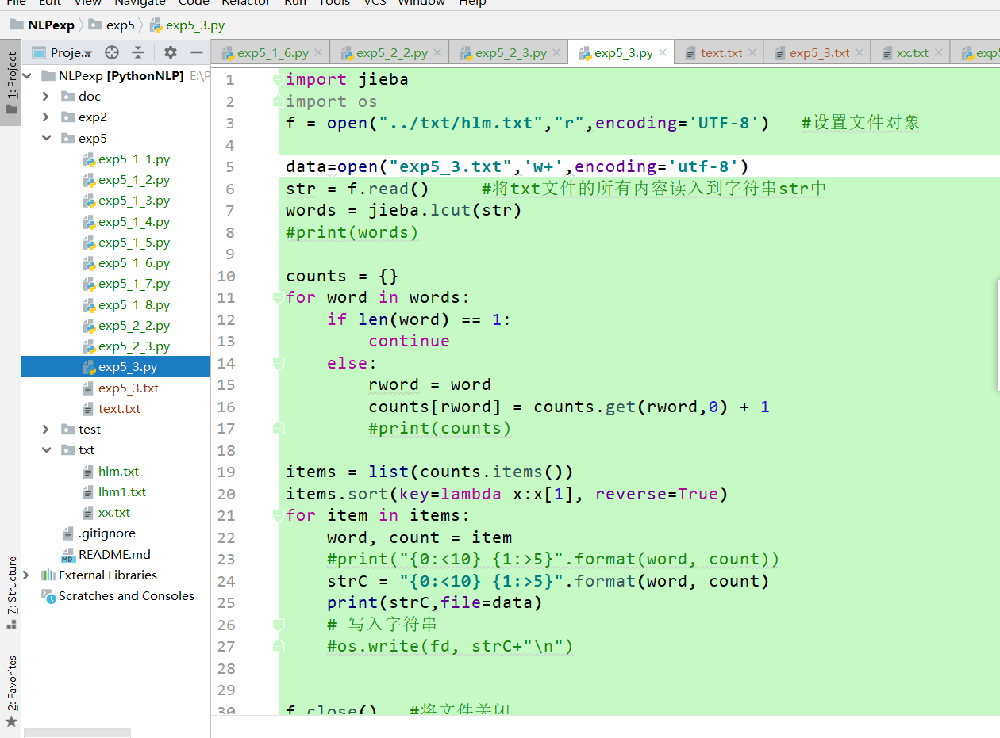 File Edit View Navigate Code Refactor Run Tools VCS Window Help
NLPexp exp5 exp5_3.py
1: Project
Proje..
exp5_1_6.py exp5_2_2.py exp5_2_3.py exp5_3.py text.txt exp5_3.txt xx.txt exp5
NLPexp [PythonNLP] E:\P
doc
exp2
exp5
exp5_1_1.py
exp5_1_2.py
exp5_1_3.py
exp5_1_4.py
exp5_1_5.py
exp5_1_6.py
exp5_1_7.py
exp5_1_8.py
exp5_2_2.py
exp5_2_3.py
exp5_3.py
exp5_3.txt
text.txt
test
txt
hlm.txt
lhm1.txt
xx.txt
.gitignore
README.md
External Libraries
Scratches and Consoles
7: Structure
2: Favorites
1 import jieba
2 import os
3 f = open("../txt/hlm.txt","r",encoding='UTF-8') #设置文件对象
4
5 data=open("exp5_3.txt",'w+',encoding='utf-8')
6 str = f.read() #将txt文件的所有内容读入到字符串str中
7 words = jieba.lcut(str)
8 #print(words)
9
10 counts = {}
11 for word in words:
12 if len(word) == 1:
13 continue
14 else:
15 rword = word
16 counts[rword] = counts.get(rword,0) + 1
17 #print(counts)
18
19 items = list(counts.items())
20 items.sort(key=lambda x:x[1], reverse=True)
21 for item in items:
22 word, count = item
23 #print("{0:<10} {1:>5}".format(word, count))
24 strC = "{0:<10} {1:>5}".format(word, count)
25 print(strC,file=data)
26 # 写入字符串
27 #os.write(fd, strC+"\n")
28
29
30 f.close() #将文件关闭